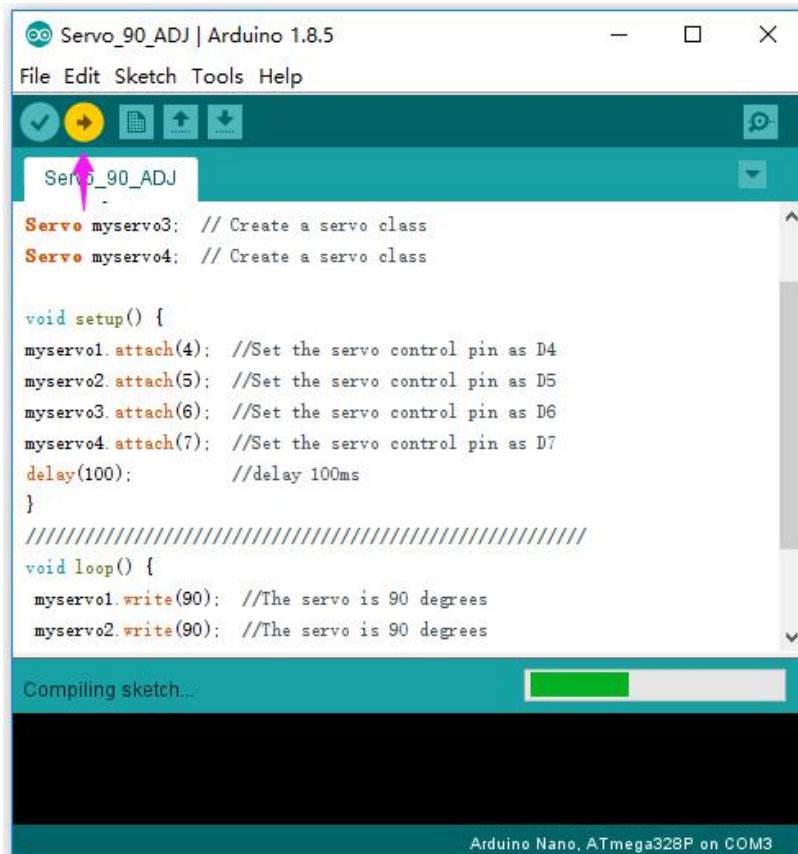 Servo_90_ADJ | Arduino 1.8.5
File Edit Sketch Tools Help
Servo_90_ADJ
Servo myservo3;  // Create a servo class
Servo myservo4;  // Create a servo class
void setup() {
myservo1.attach(4);  //Set the servo control pin as D4
myservo2.attach(5);  //Set the servo control pin as D5
myservo3.attach(6);  //Set the servo control pin as D6
myservo4.attach(7);  //Set the servo control pin as D7
delay(100);          //delay 100ms
}
/////////////////////////////////////////////////////////
void loop() {
myservo1.write(90);  //The servo is 90 degrees
myservo2.write(90);  //The servo is 90 degrees
Compiling sketch...
Arduino Nano, ATmega328P on COM3